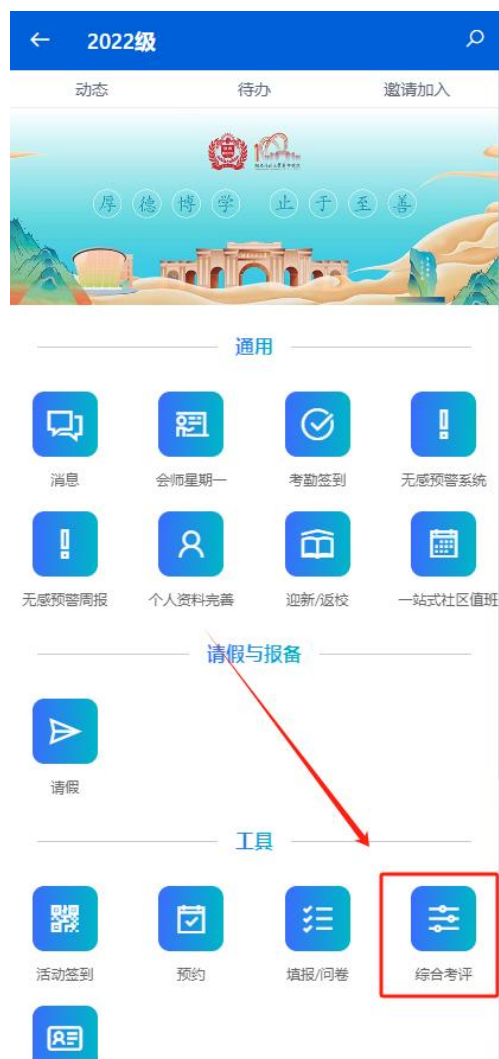 2022级
动态 待办 邀请加入
厚德博学 止于至善
通用
消息 会师星期一 考勤签到 无感预警系统
无感预警周报 个人资料完善 迎新/返校 一站式社区值班
请假与报备
请假
工具
活动签到 预约 填报/问卷 综合考评